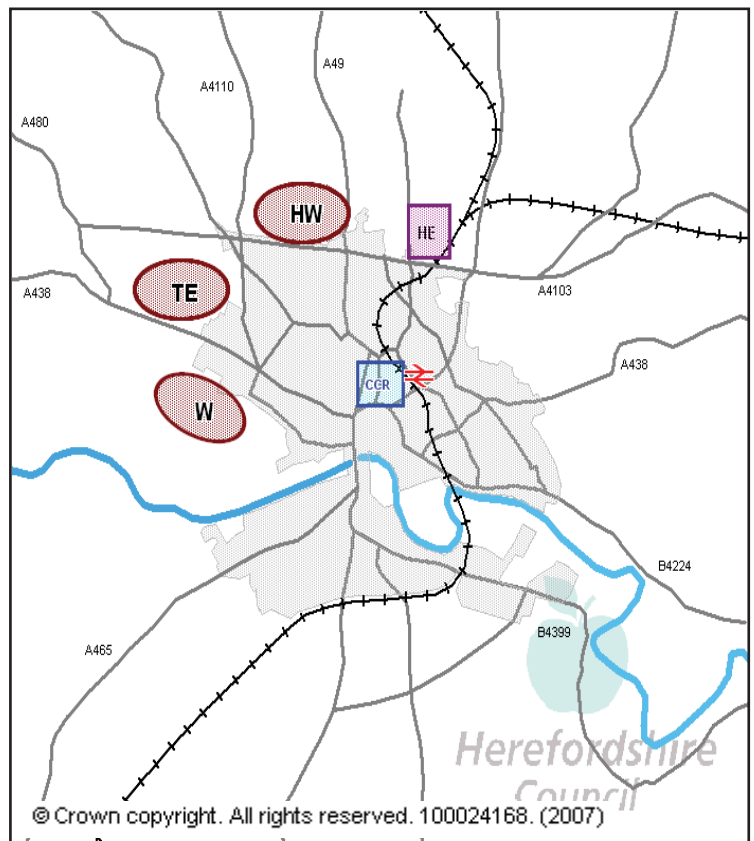 A49
A4110
A480
HW
HE
TE
A438
A4103
A438
CCR
W
B4224
B4399
A465
Herefordshire
Council
© Crown copyright. All rights reserved. 100024168. (2007)